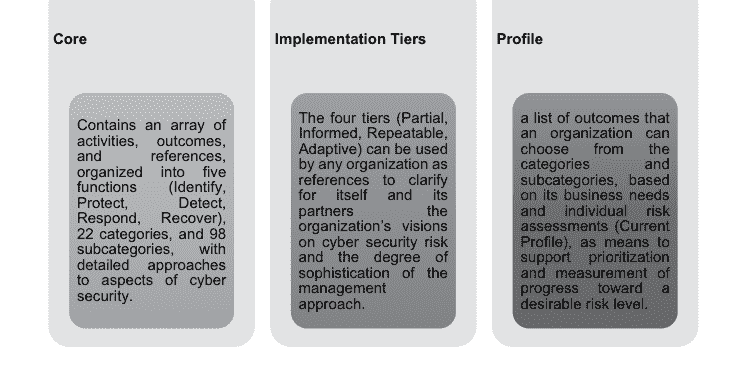 Core
Contains an array of
activities, outcomes,
and references,
organized into five
functions (Identify,
Protect, Detect,
Respond, Recover),
22 categories, and 98
subcategories, with
detailed approaches
to aspects of cyber
security.
Implementation Tiers
The four tiers (Partial,
Informed, Repeatable,
Adaptive) can be used
by any organization as
references to clarify
for itself and its
partners the
organization's visions
on cyber security risk
and the degree of
sophistication of the
management
approach.
Profile
a list of outcomes that
an organization can
choose from the
categories and
subcategories, based
on its business needs
and individual risk
assessments (Current
Profile), as means to
support prioritization
and measurement of
progress toward a
desirable risk level.